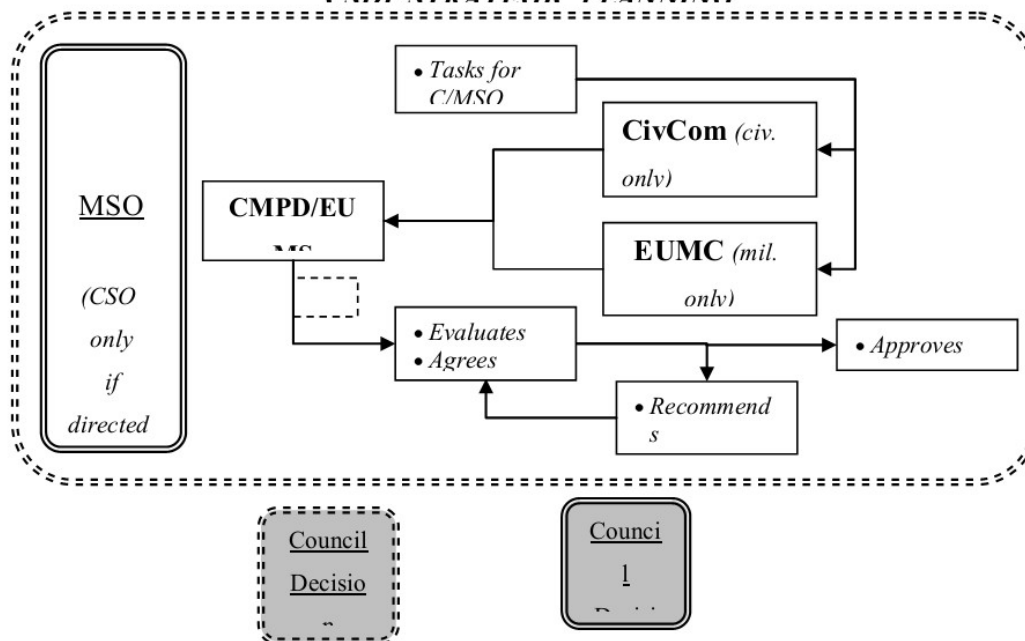 • Tasks for
C/MSO
CivCom (civ.
only)
MSO
CMPD/EU
MS
EUMC (mil.
only)
(CSO
only
if
directed
• Evaluates
• Agrees
• Approves
• Recommend
s
Council
Decisio
n
Counci
l